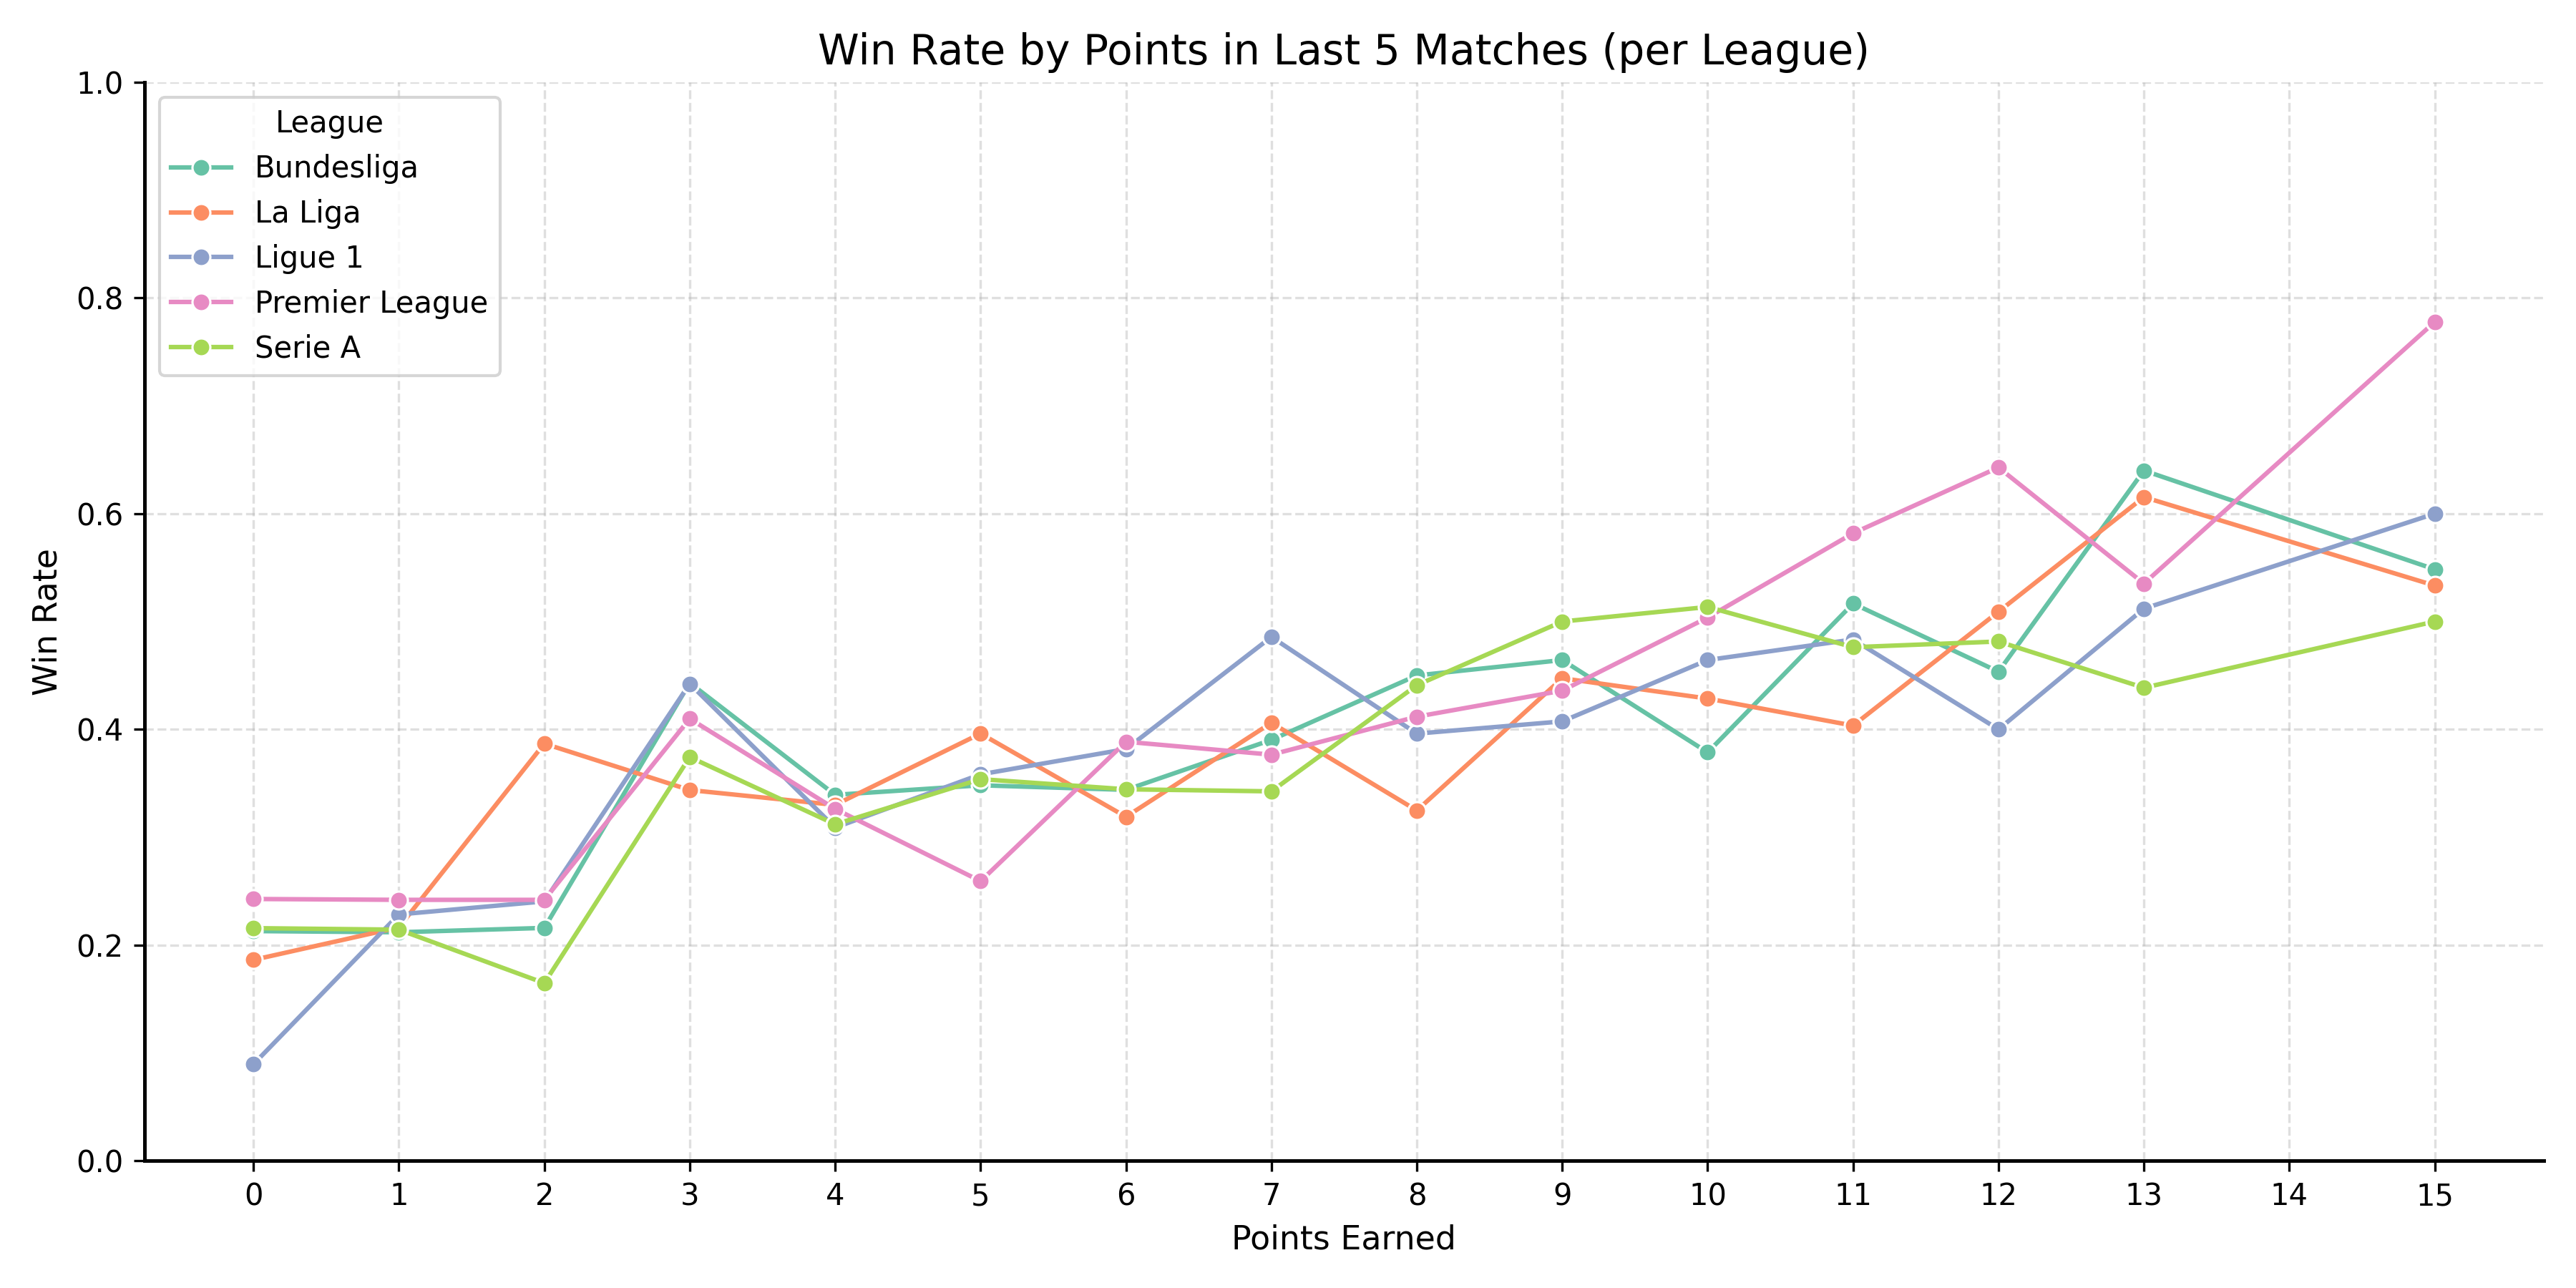 Win Rate by Points in Last 5 Matches (per League)
1.0
0.8
0.6
0.4
0.2
0.0
Win Rate
League
Bundesliga
La Liga
Ligue 1
Premier League
Serie A
0 1 2 3 4 5 6 7 8 9 10 11 12 13 14 15
Points Earned